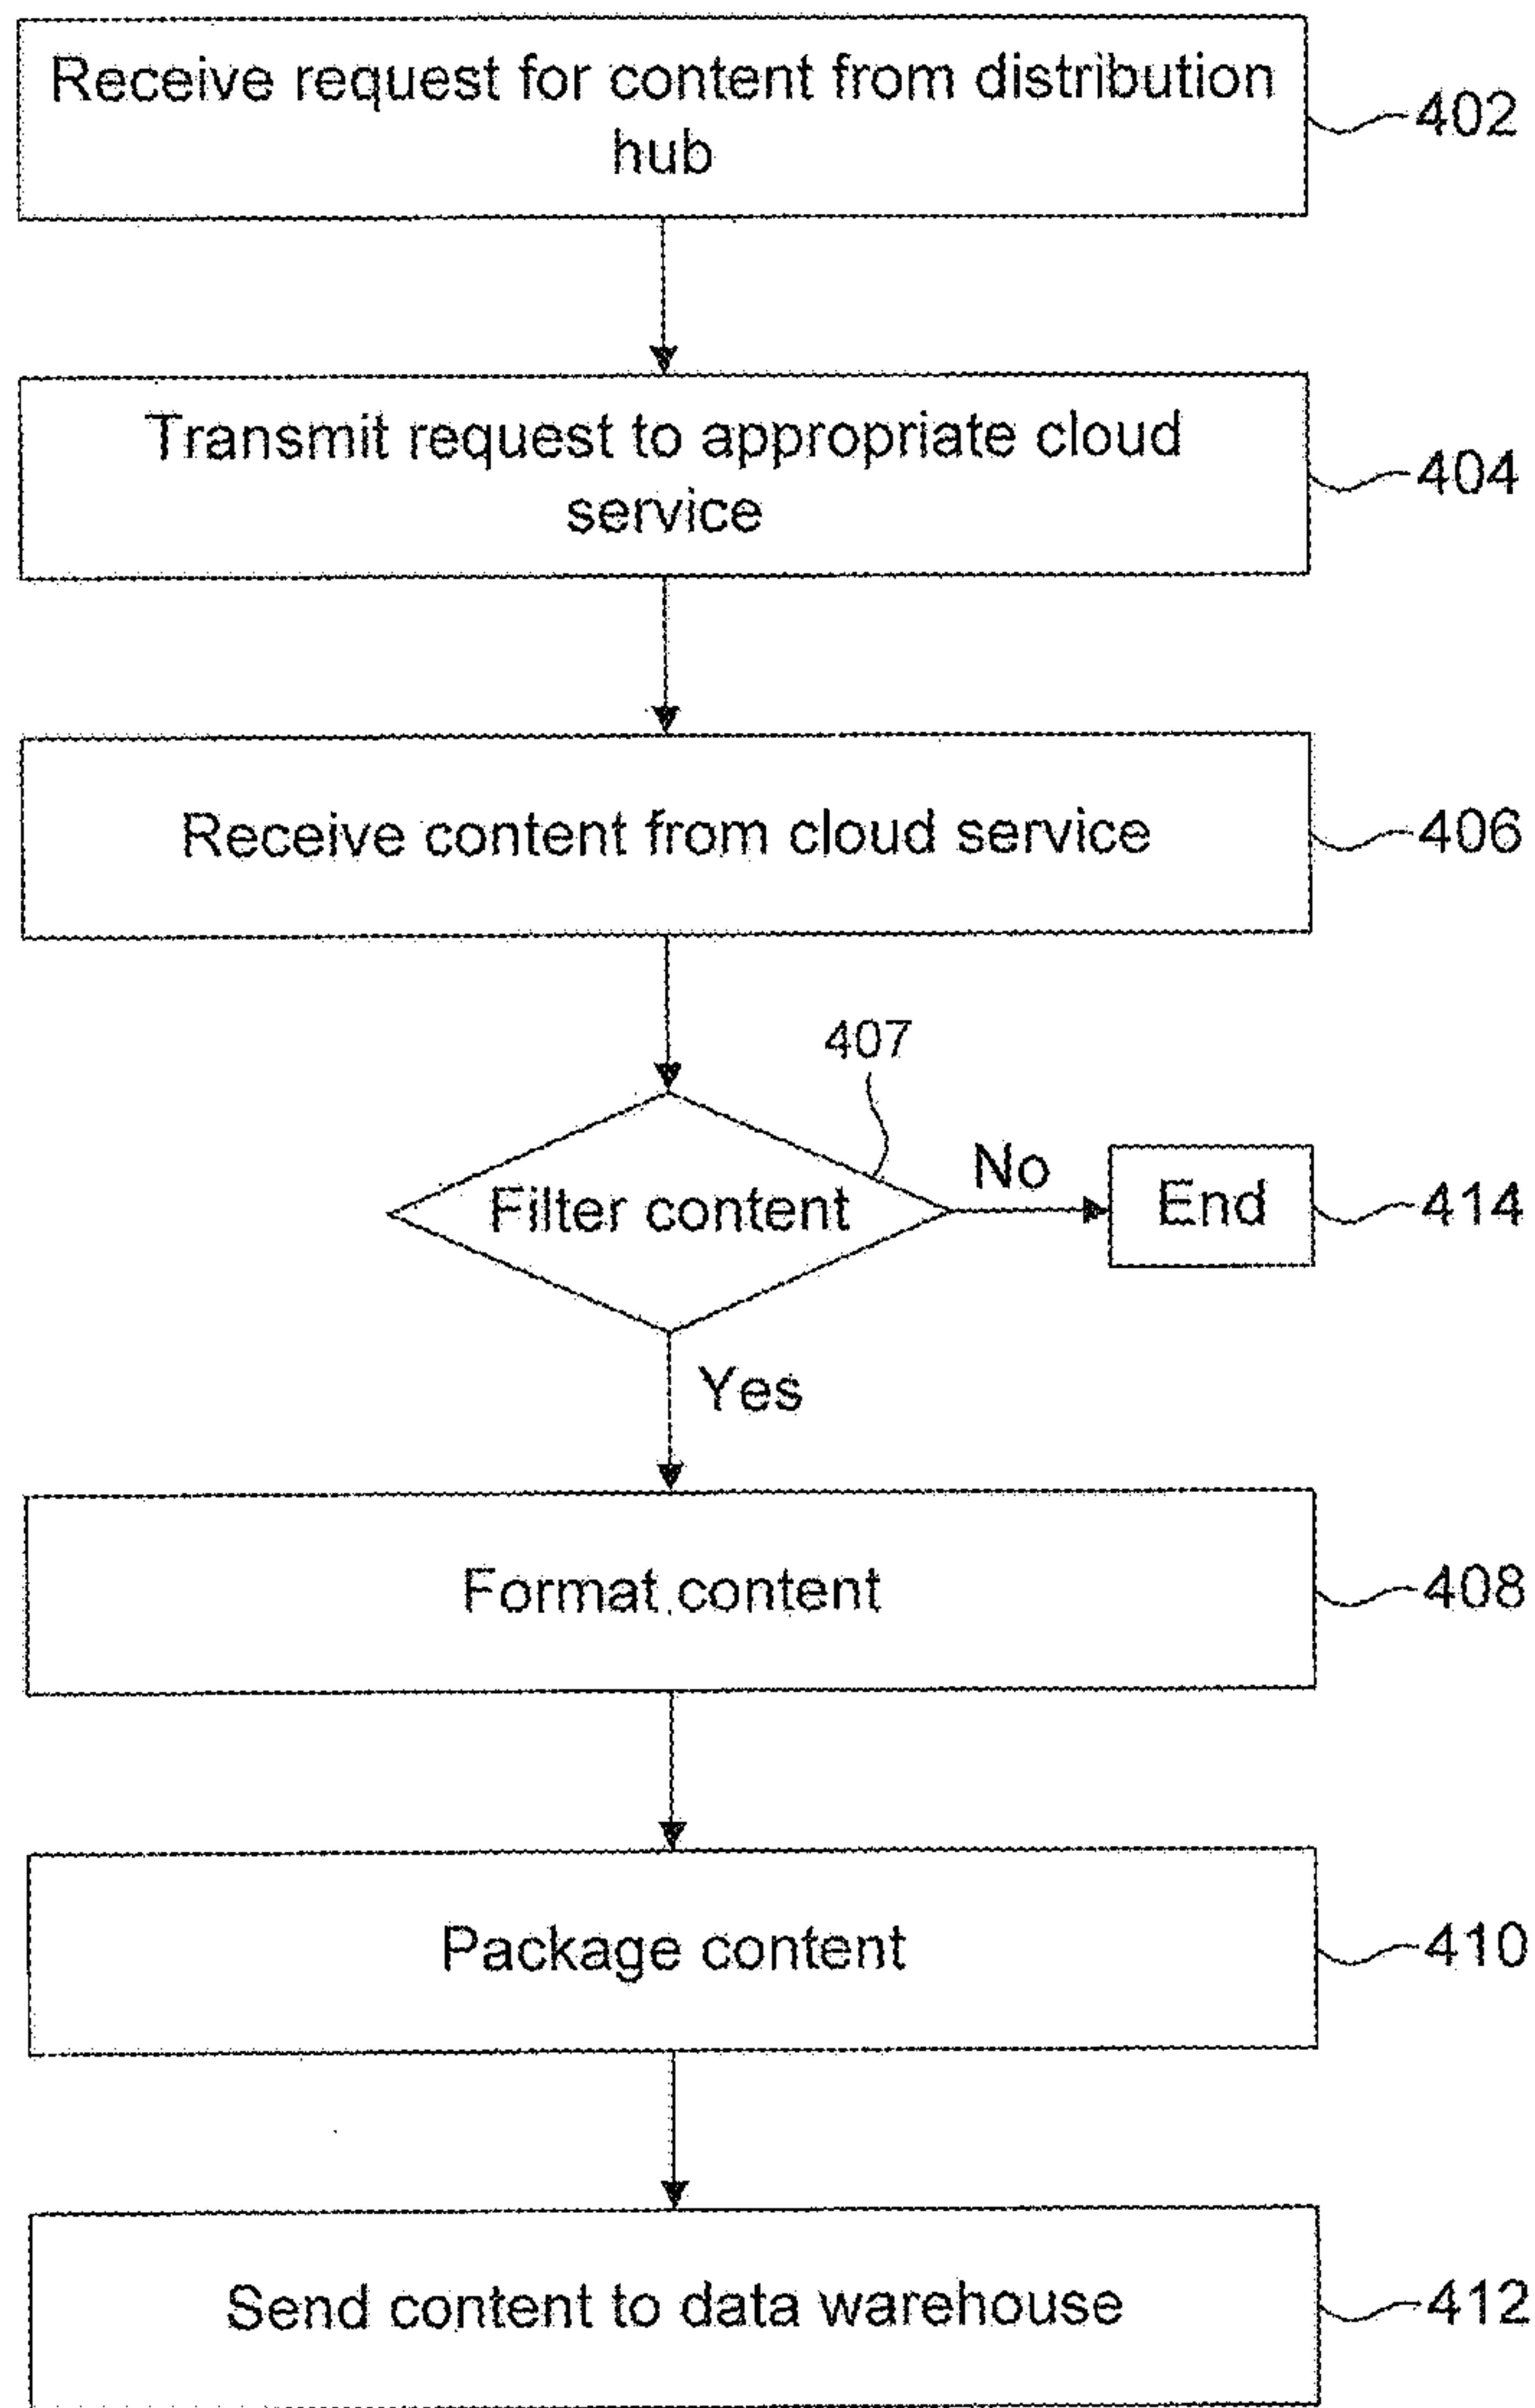 Receive request for content from distribution
hub
402
Transmit request to appropriate cloud
service
404
Receive content from cloud service
406
407
Filter content
No
End
414
Yes
Format content
408
Package content
410
Send content to data warehouse
412